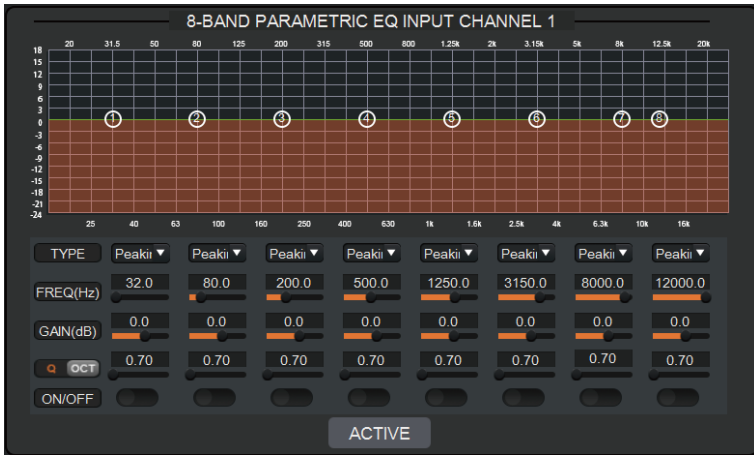 8-BAND PARAMETRIC EQ INPUT CHANNEL 1
20 31.5 50 80 125 200 315 500 800 1.25k 2k 3.15k 5k 8k 12.5k 20k
18
15
12
9
6
3
0
-3
-6
-9
-12
-15
-18
-21
-24
1 2 3 4 5 6 7 8
25 40 63 100 160 250 400 630 1k 1.6k 2.5k 4k 6.3k 10k 16k
TYPE Peakii Peakii Peakii Peakii Peakii Peakii Peakii Peakii
FREQ(Hz) 32.0 80.0 200.0 500.0 1250.0 3150.0 8000.0 12000.0
GAIN(dB) 0.0 0.0 0.0 0.0 0.0 0.0 0.0 0.0
Q OCT 0.70 0.70 0.70 0.70 0.70 0.70 0.70 0.70
ON/OFF
ACTIVE